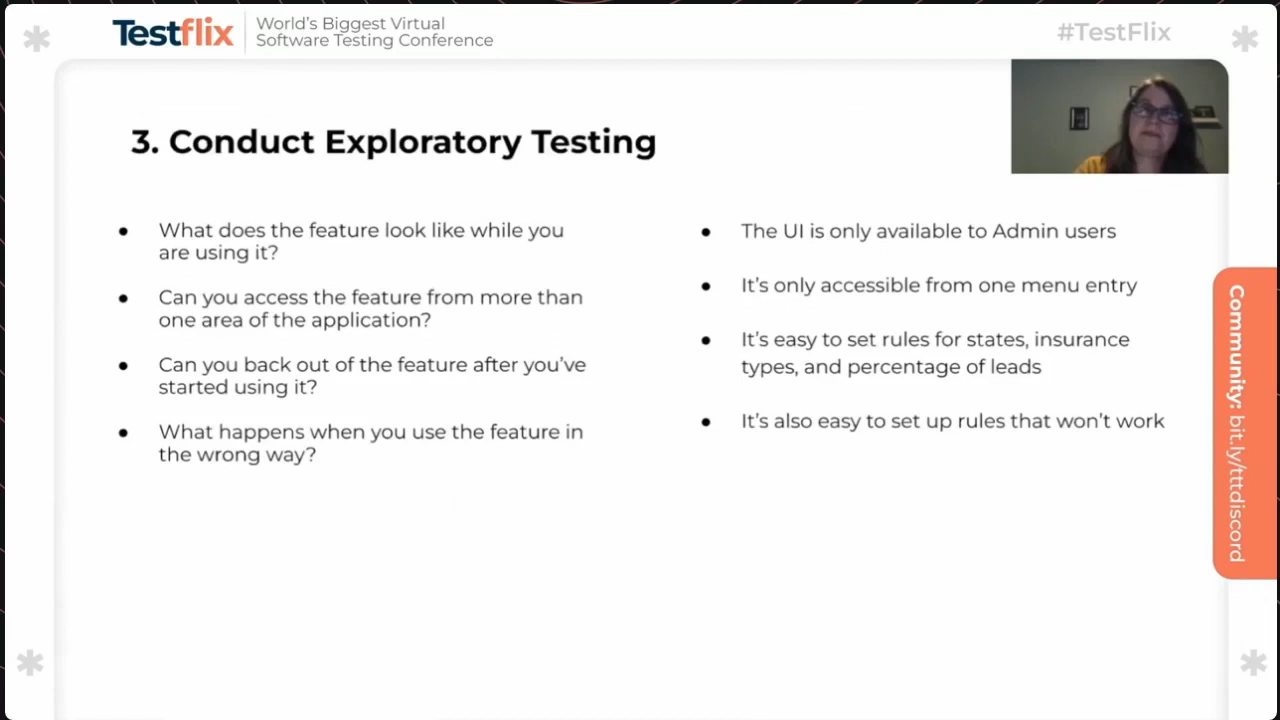 Testflix
World's Biggest Virtual
Software Testing Conference
#TestFlix
3. Conduct Exploratory Testing
• What does the feature look like while you
are using it?
• Can you access the feature from more than
one area of the application?
• Can you back out of the feature after you've
started using it?
• What happens when you use the feature in
the wrong way?
• The UI is only available to Admin users
• It's only accessible from one menu entry
• It's easy to set rules for states, insurance
types, and percentage of leads
• It's also easy to set up rules that won't work
Community: bit.ly/tttdiscord